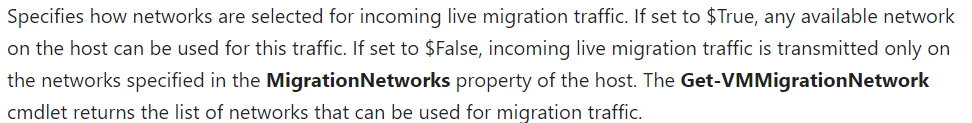 Specifies how networks are selected for incoming live migration traffic. If set to $True, any available network
on the host can be used for this traffic. If set to $False, incoming live migration traffic is transmitted only on
the networks specified in the MigrationNetworks property of the host. The Get-VMMigrationNetwork
cmdlet returns the list of networks that can be used for migration traffic.